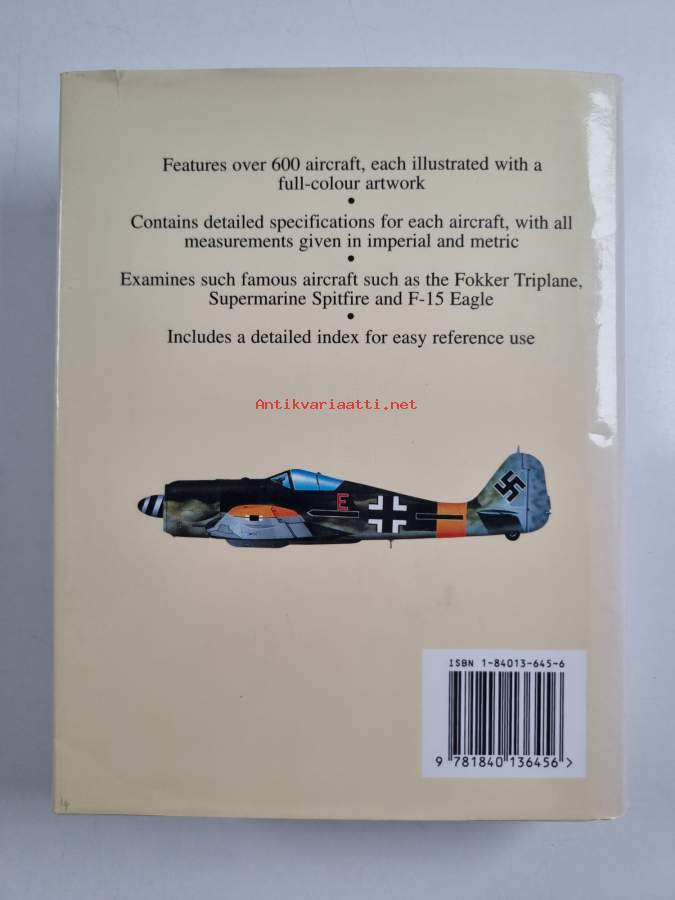 Features over 600 aircraft, each illustrated with a
full-colour artwork
•
Contains detailed specifications for each aircraft, with all
measurements given in imperial and metric
•
Examines such famous aircraft such as the Fokker Triplane,
Supermarine Spitfire and F-15 Eagle
•
Includes a detailed index for easy reference use
Antikvariaatti.net
E
ISBN 1-84013-645-6
9 781840 136456 >